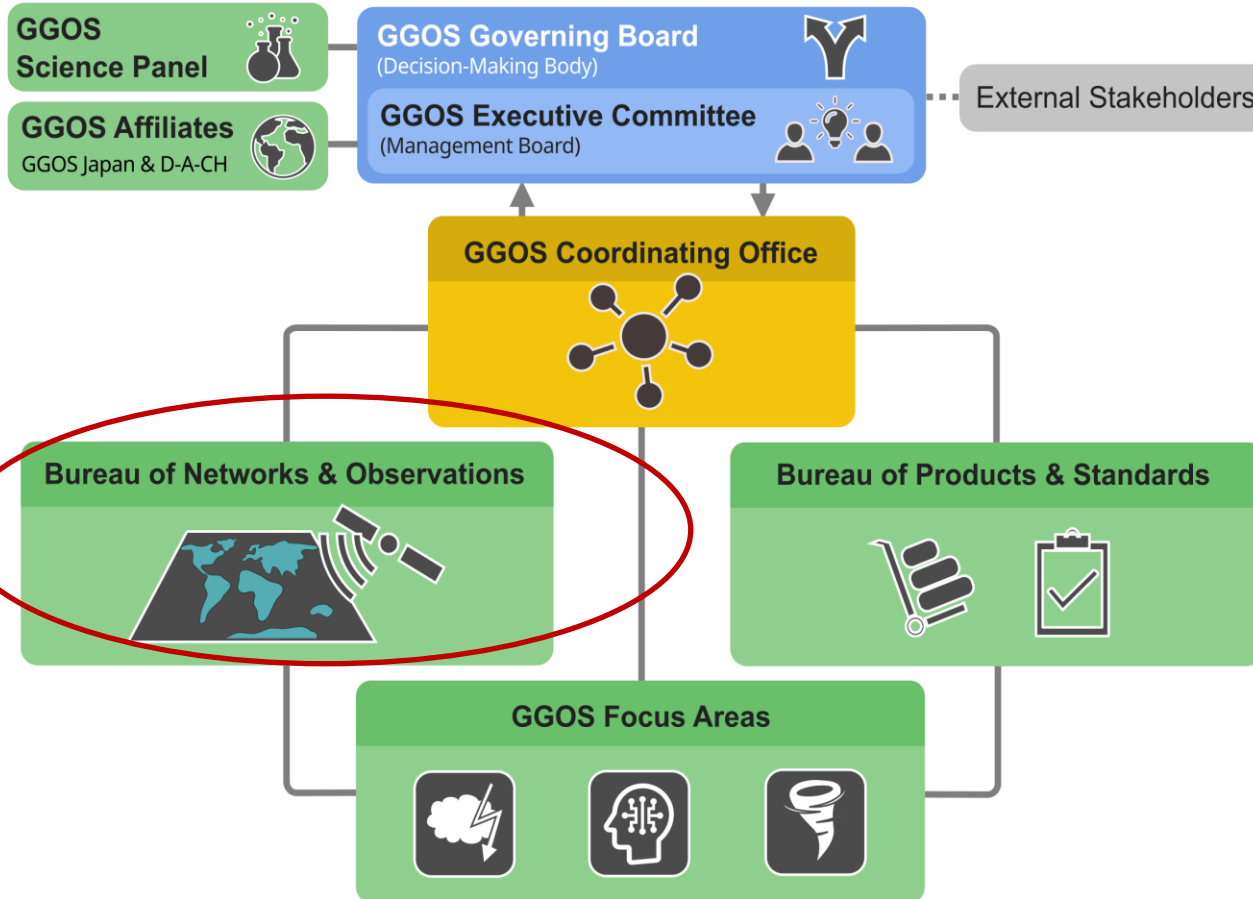 GGOS
Science Panel
GGOS Affiliates
GGOS Japan & D-A-CH
GGOS Governing Board
(Decision-Making Body)
GGOS Executive Committee
(Management Board)
External Stakeholders
GGOS Coordinating Office
Bureau of Networks & Observations
Bureau of Products & Standards
GGOS Focus Areas